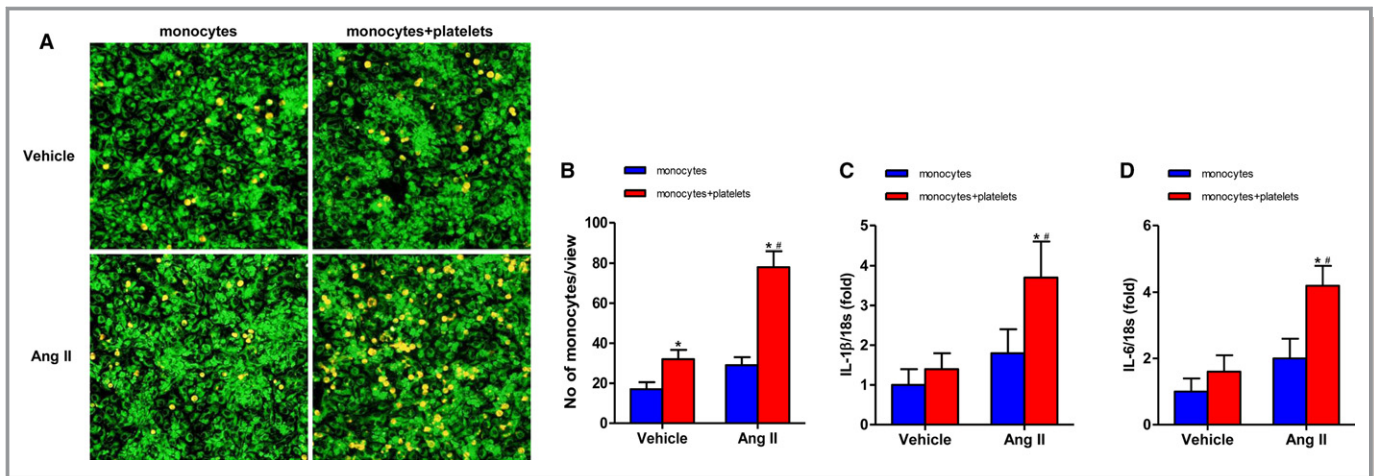 A
monocytes
monocytes+platelets
Vehicle
Ang II
B
monocytes
monocytes+platelets
No of monocytes/view
100
80
60
40
20
0
*
* #
Vehicle
Ang II
C
monocytes
monocytes+platelets
IL-1β/18s (fold)
5
4
3
2
1
0
* #
Vehicle
Ang II
D
monocytes
monocytes+platelets
IL-6/18s (fold)
6
4
2
0
* #
Vehicle
Ang II